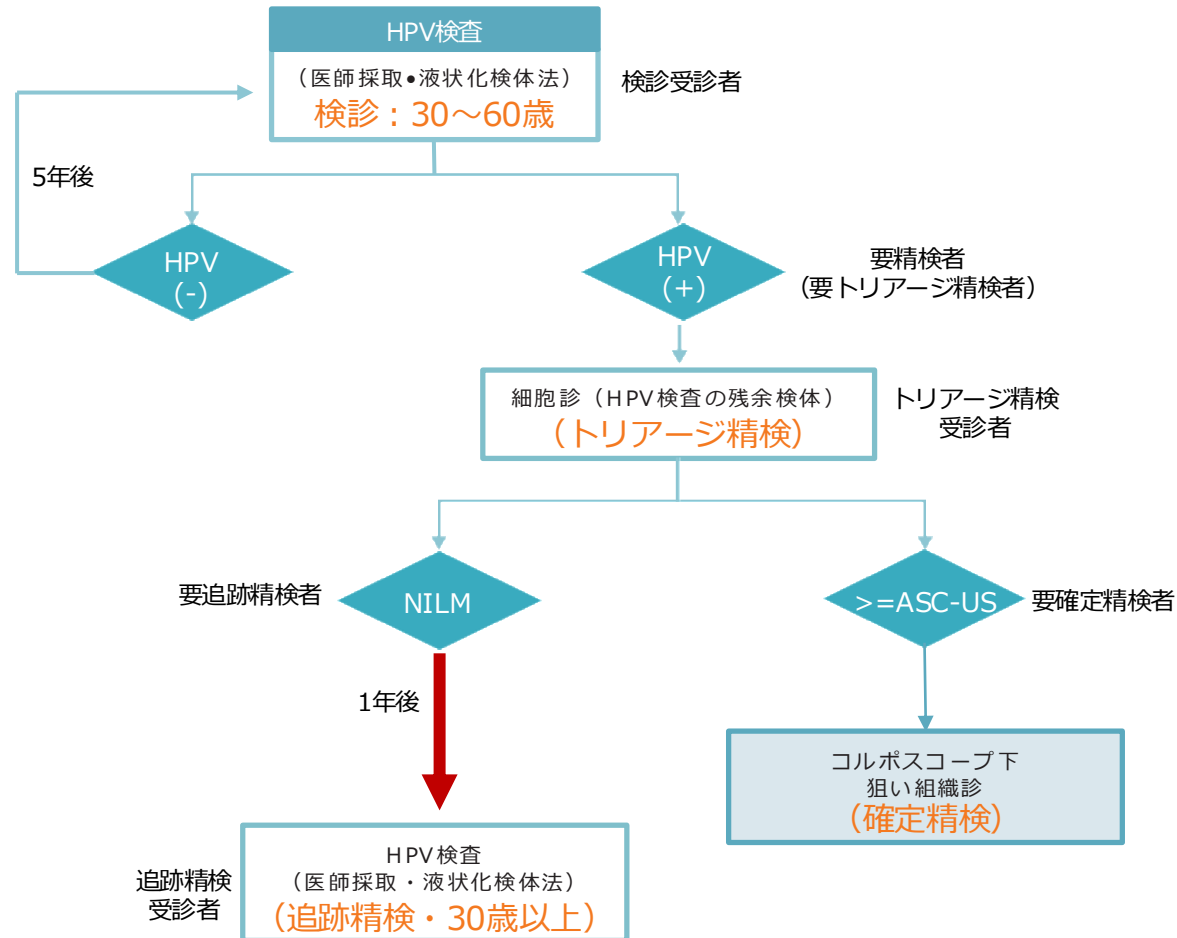 HPV検査
（医師採取•液状化検体法）
検診：30～60歳
検診受診者
5年後
HPV
(-)
HPV
(+)
要精検者
（要トリアージ精検者）
細胞診（HPV検査の残余検体）
（トリアージ精検）
トリアージ精検
受診者
要追跡精検者
NILM
>=ASC-US
要確定精検者
1年後
コルポスコープ下
狙い組織診
（確定精検）
追跡精検
受診者
HPV検査
（医師採取・液状化検体法）
（追跡精検・30歳以上）